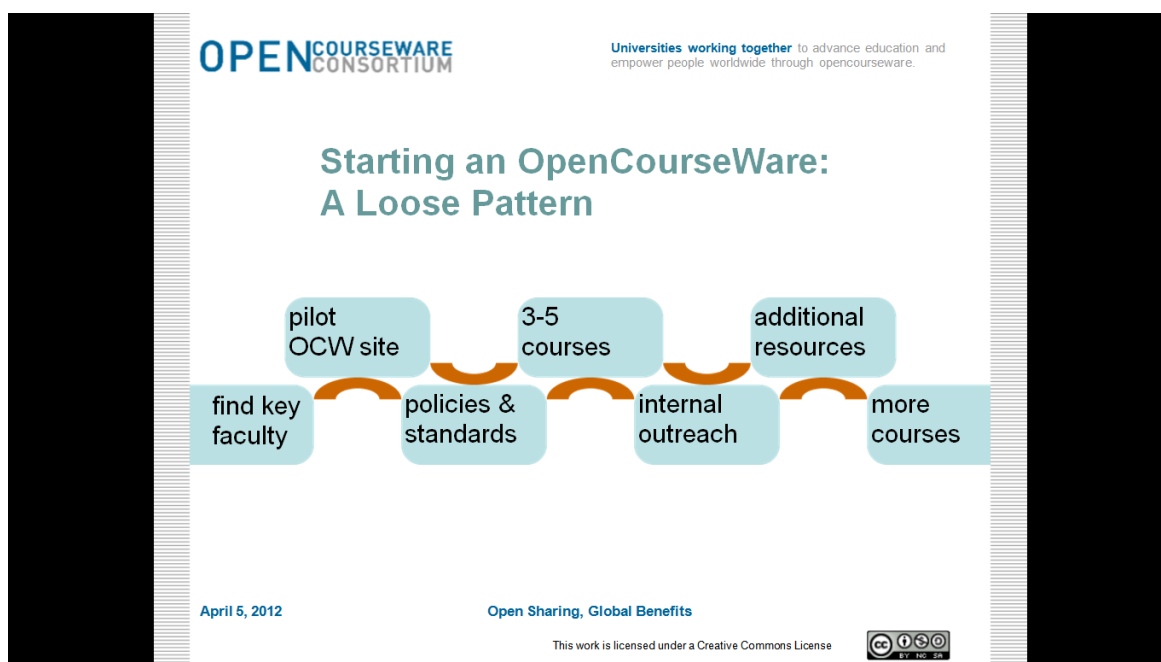 OPENCOURSEWARE
CONSORTIUM
Universities working together to advance education and
empower people worldwide through opencourseware.
Starting an OpenCourseWare:
A Loose Pattern
find key
faculty
pilot
OCW site
policies &
standards
3-5
courses
internal
outreach
additional
resources
more
courses
April 5, 2012
Open Sharing, Global Benefits
This work is licensed under a Creative Commons License
cc
BY NC SA